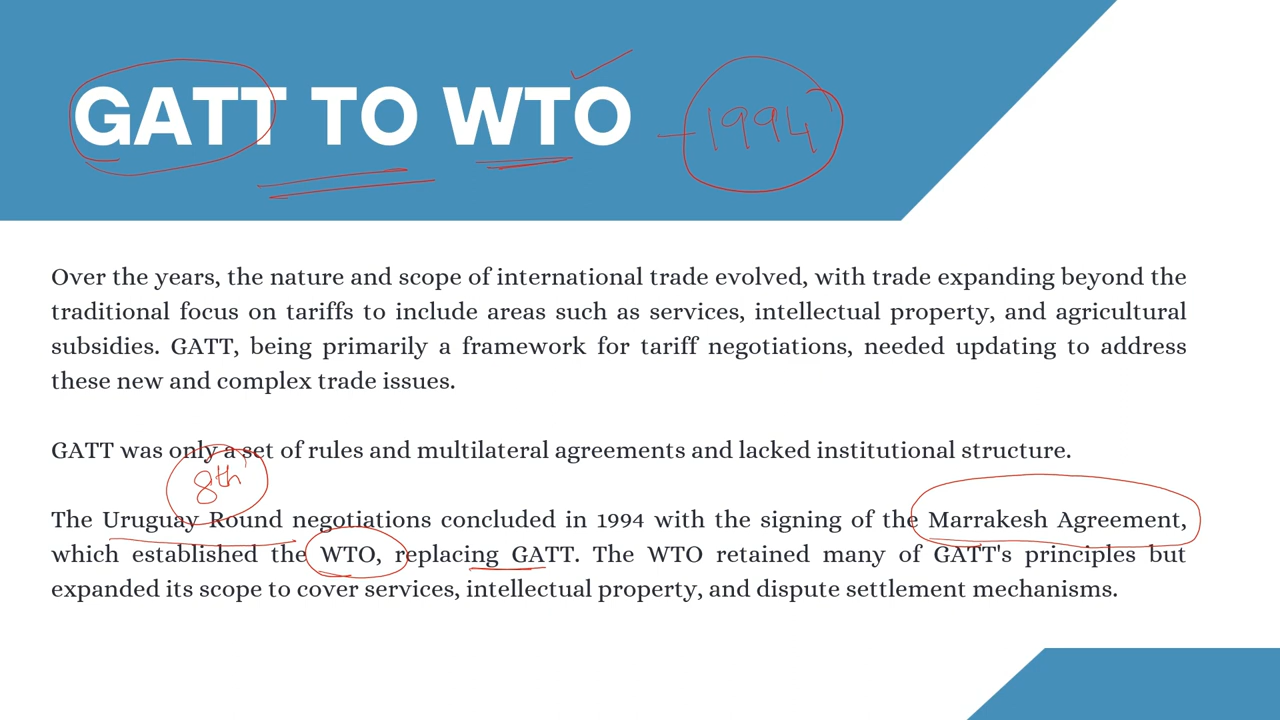 GATT TO WTO - 1994
Over the years, the nature and scope of international trade evolved, with trade expanding beyond the
traditional focus on tariffs to include areas such as services, intellectual property, and agricultural
subsidies. GATT, being primarily a framework for tariff negotiations, needed updating to address
these new and complex trade issues.
GATT was only a set of rules and multilateral agreements and lacked institutional structure.
8th
The Uruguay Round negotiations concluded in 1994 with the signing of the Marrakesh Agreement,
which established the WTO, replacing GATT. The WTO retained many of GATT's principles but
expanded its scope to cover services, intellectual property, and dispute settlement mechanisms.